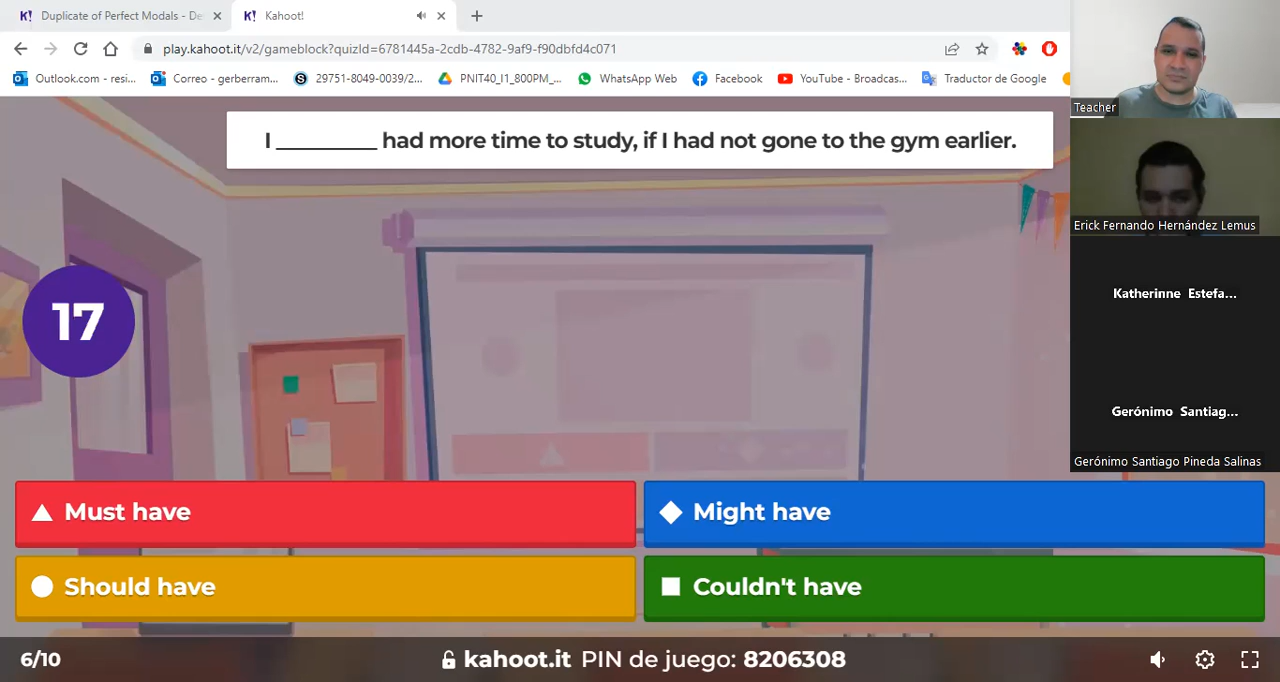 K! Duplicate of Perfect Modals - De
K! Kahoot!
play.kahoot.it/v2/gameblock?quizId=6781445a-2cdb-4782-9af9-f90dbfd4c071
Outlook.com - resi...
Correo - gerberram...
29751-8049-0039/2...
PNIT40_I1_800PM_...
WhatsApp Web
Facebook
YouTube - Broadcas...
Traductor de Google
Teacher
I _________ had more time to study, if I had not gone to the gym earlier.
Erick Fernando Hernández Lemus
Katherinne Estefa...
17
Gerónimo Santiag...
Gerónimo Santiago Pineda Salinas
Must have
Might have
Should have
Couldn't have
6/10
kahoot.it PIN de juego: 8206308